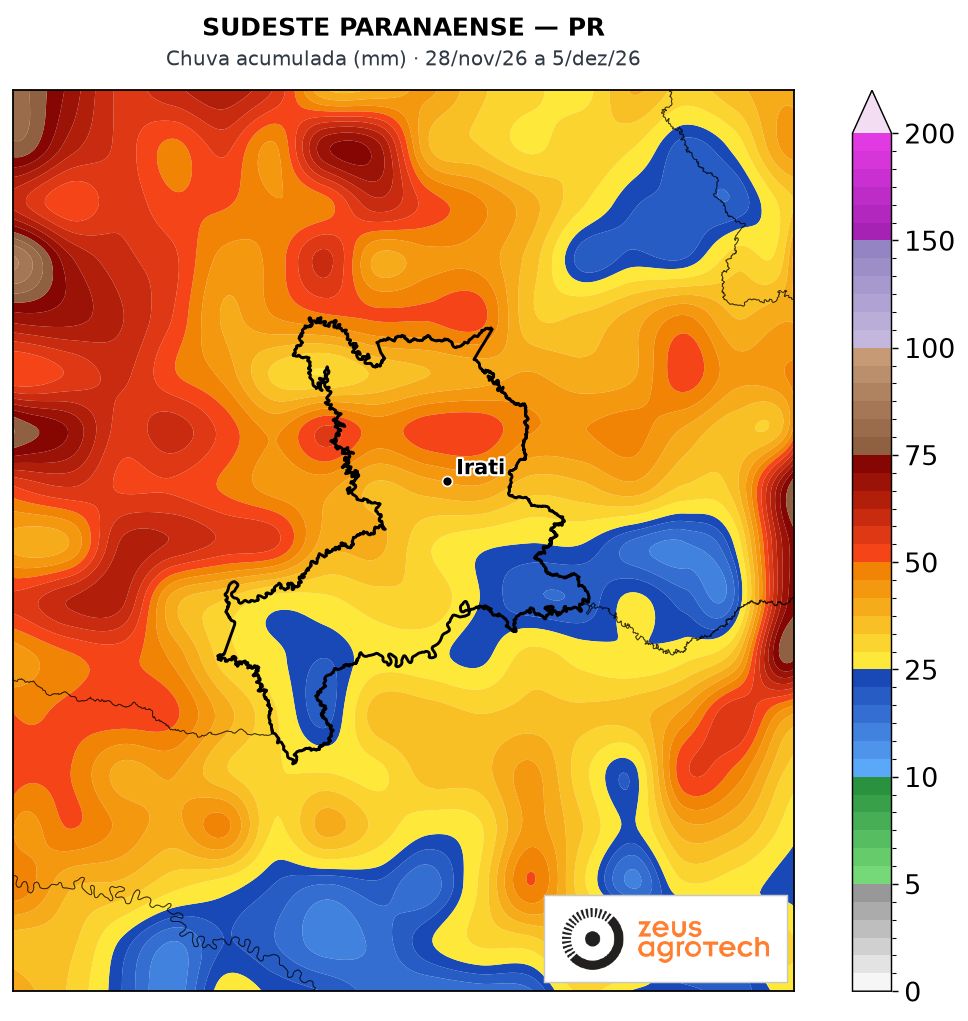 SUDESTE PARANAENSE — PR
Chuva acumulada (mm) · 28/nov/26 a 5/dez/26
200
150
100
75
50
25
10
5
0
Irati
zeus
agrotech